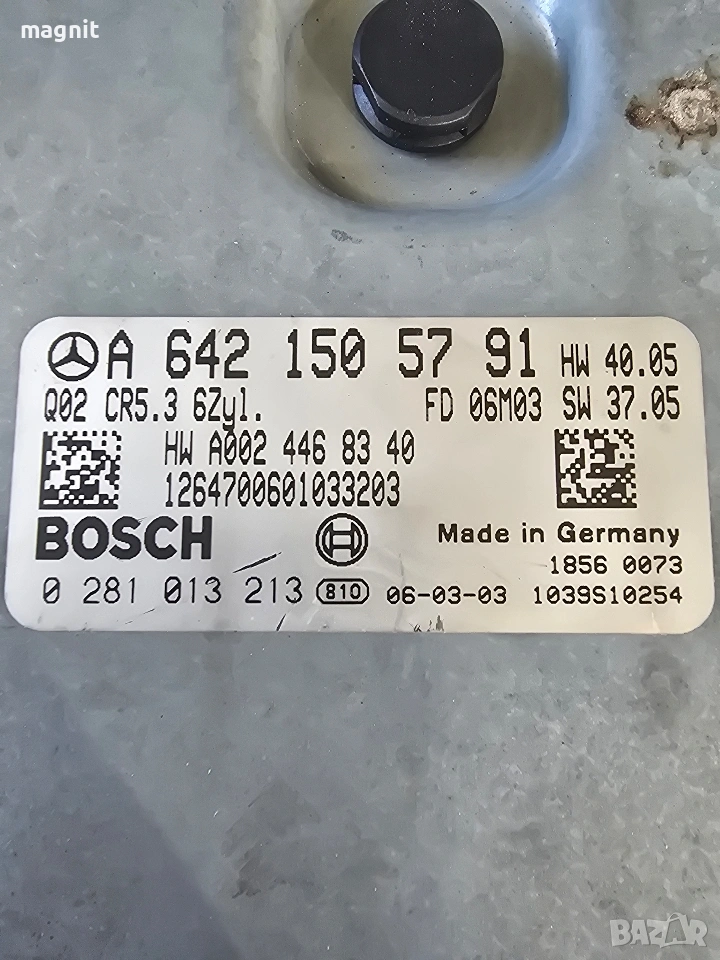 magnit
A 642 150 57 91 HW 40.05
Q02 CR5.3 6Zyl. FD 06M03 SW 37.05
HW A002 446 83 40
1264700601033203
BOSCH Made in Germany
1856 0073
0 281 013 213 810 06-03-03 1039S10254
BAZAR